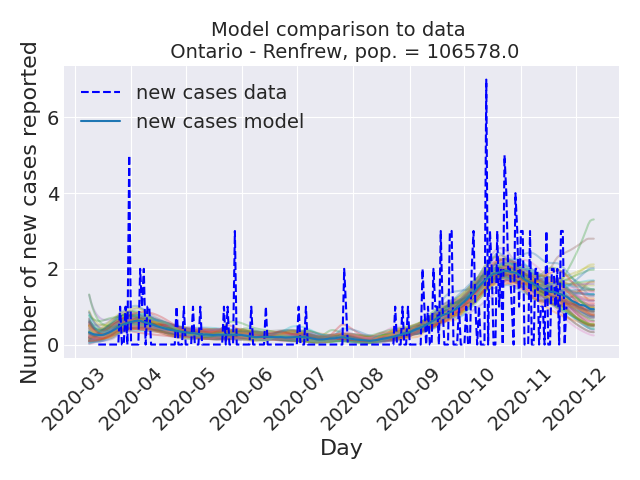 Model comparison to data
Ontario - Renfrew, pop. = 106578.0
new cases data
new cases model
Number of new cases reported
6
4
2
0
2020-03
2020-04
2020-05
2020-06
2020-07
2020-08
2020-09
2020-10
2020-11
2020-12
Day